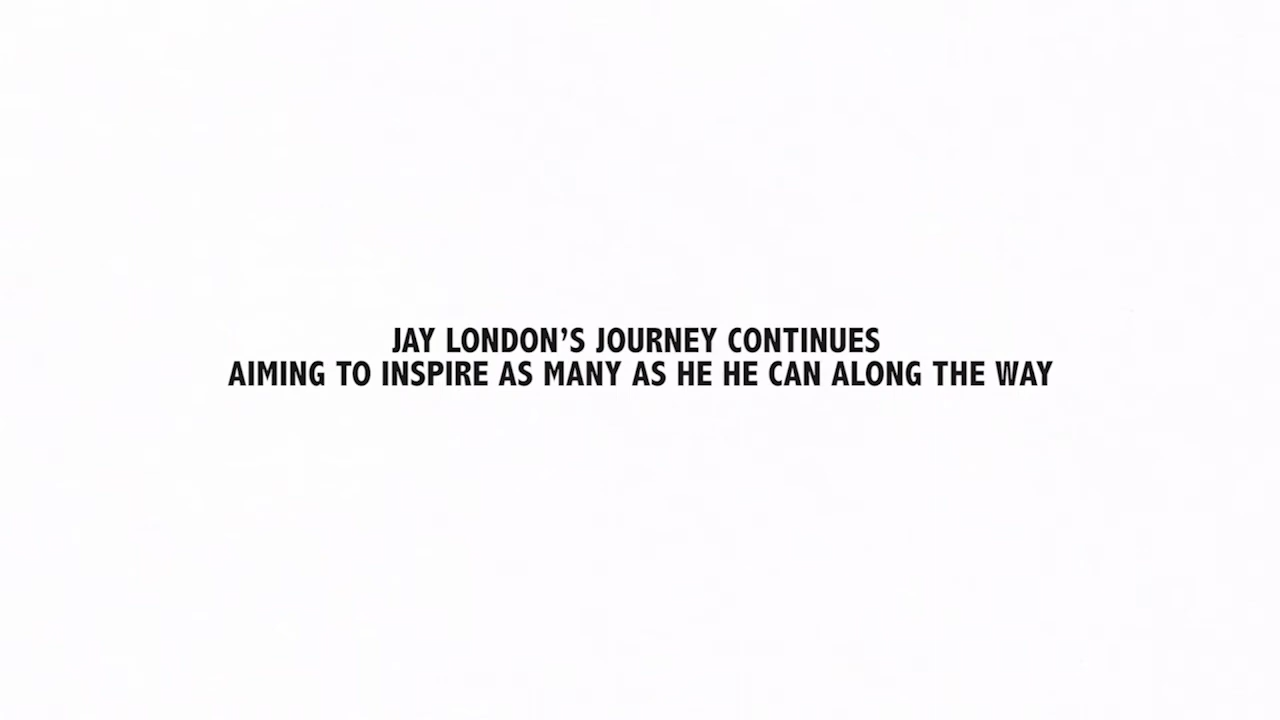 JAY LONDON’S JOURNEY CONTINUES
AIMING TO INSPIRE AS MANY AS HE HE CAN ALONG THE WAY